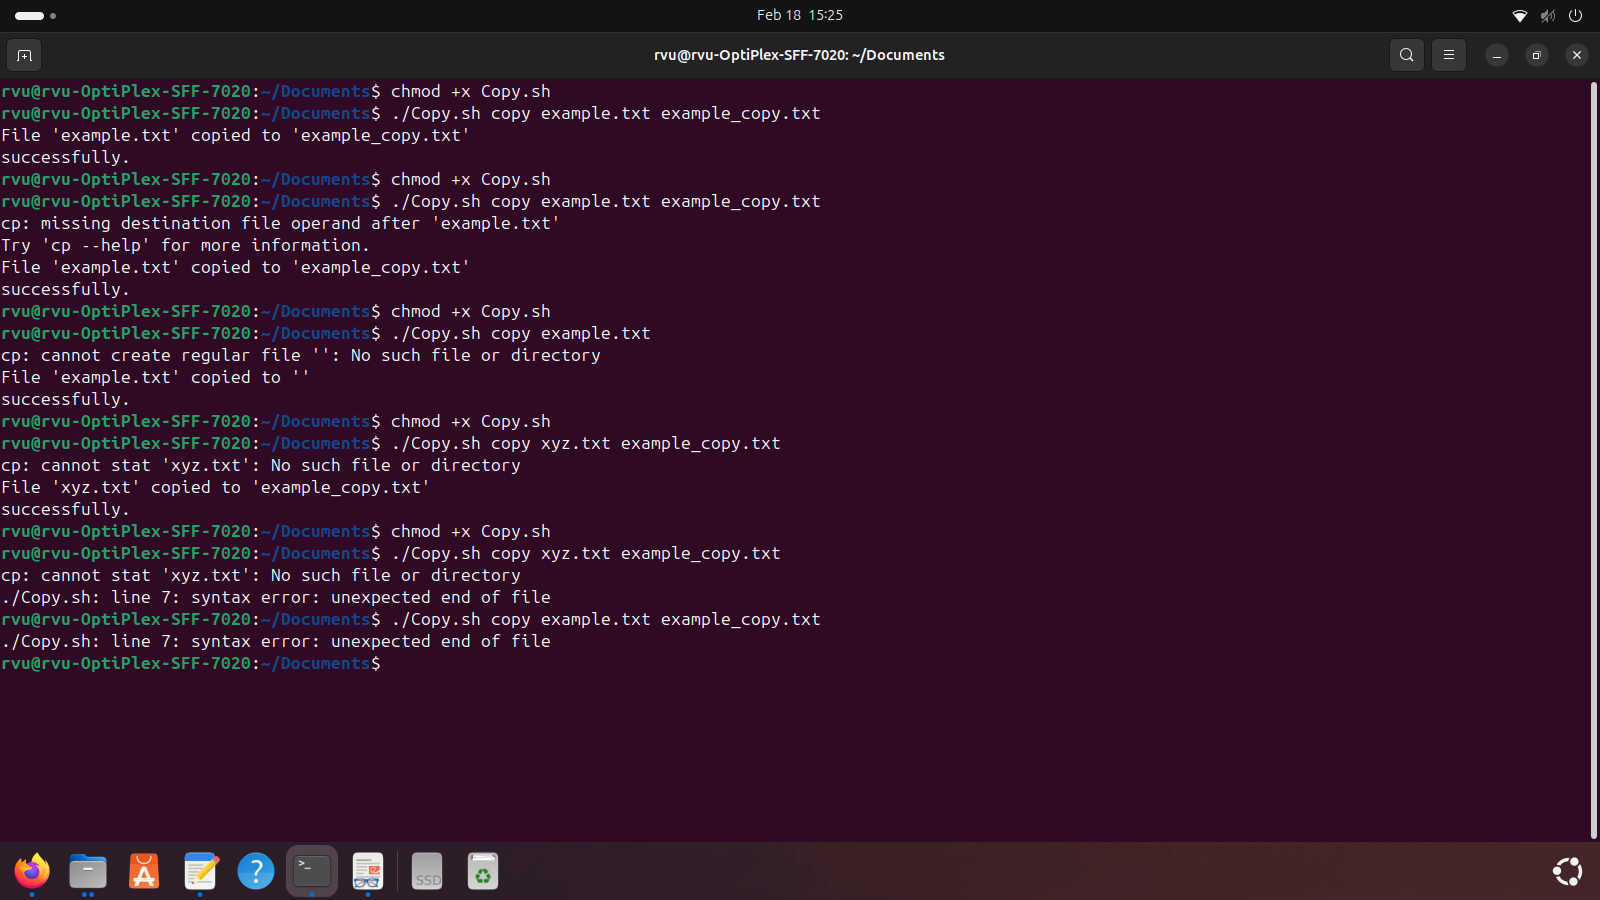 Feb 18 15:25
rvu@rvu-OptiPlex-SFF-7020: ~/Documents
rvu@rvu-OptiPlex-SFF-7020:~/Documents$ chmod +x Copy.sh
rvu@rvu-OptiPlex-SFF-7020:~/Documents$ ./Copy.sh copy example.txt example_copy.txt
File 'example.txt' copied to 'example_copy.txt'
successfully.
rvu@rvu-OptiPlex-SFF-7020:~/Documents$ chmod +x Copy.sh
rvu@rvu-OptiPlex-SFF-7020:~/Documents$ ./Copy.sh copy example.txt example_copy.txt
cp: missing destination file operand after 'example.txt'
Try 'cp --help' for more information.
File 'example.txt' copied to 'example_copy.txt'
successfully.
rvu@rvu-OptiPlex-SFF-7020:~/Documents$ chmod +x Copy.sh
rvu@rvu-OptiPlex-SFF-7020:~/Documents$ ./Copy.sh copy example.txt
cp: cannot create regular file '': No such file or directory
File 'example.txt' copied to ''
successfully.
rvu@rvu-OptiPlex-SFF-7020:~/Documents$ chmod +x Copy.sh
rvu@rvu-OptiPlex-SFF-7020:~/Documents$ ./Copy.sh copy xyz.txt example_copy.txt
cp: cannot stat 'xyz.txt': No such file or directory
File 'xyz.txt' copied to 'example_copy.txt'
successfully.
rvu@rvu-OptiPlex-SFF-7020:~/Documents$ chmod +x Copy.sh
rvu@rvu-OptiPlex-SFF-7020:~/Documents$ ./Copy.sh copy xyz.txt example_copy.txt
cp: cannot stat 'xyz.txt': No such file or directory
./Copy.sh: line 7: syntax error: unexpected end of file
rvu@rvu-OptiPlex-SFF-7020:~/Documents$ ./Copy.sh copy example.txt example_copy.txt
./Copy.sh: line 7: syntax error: unexpected end of file
rvu@rvu-OptiPlex-SFF-7020:~/Documents$
SSD